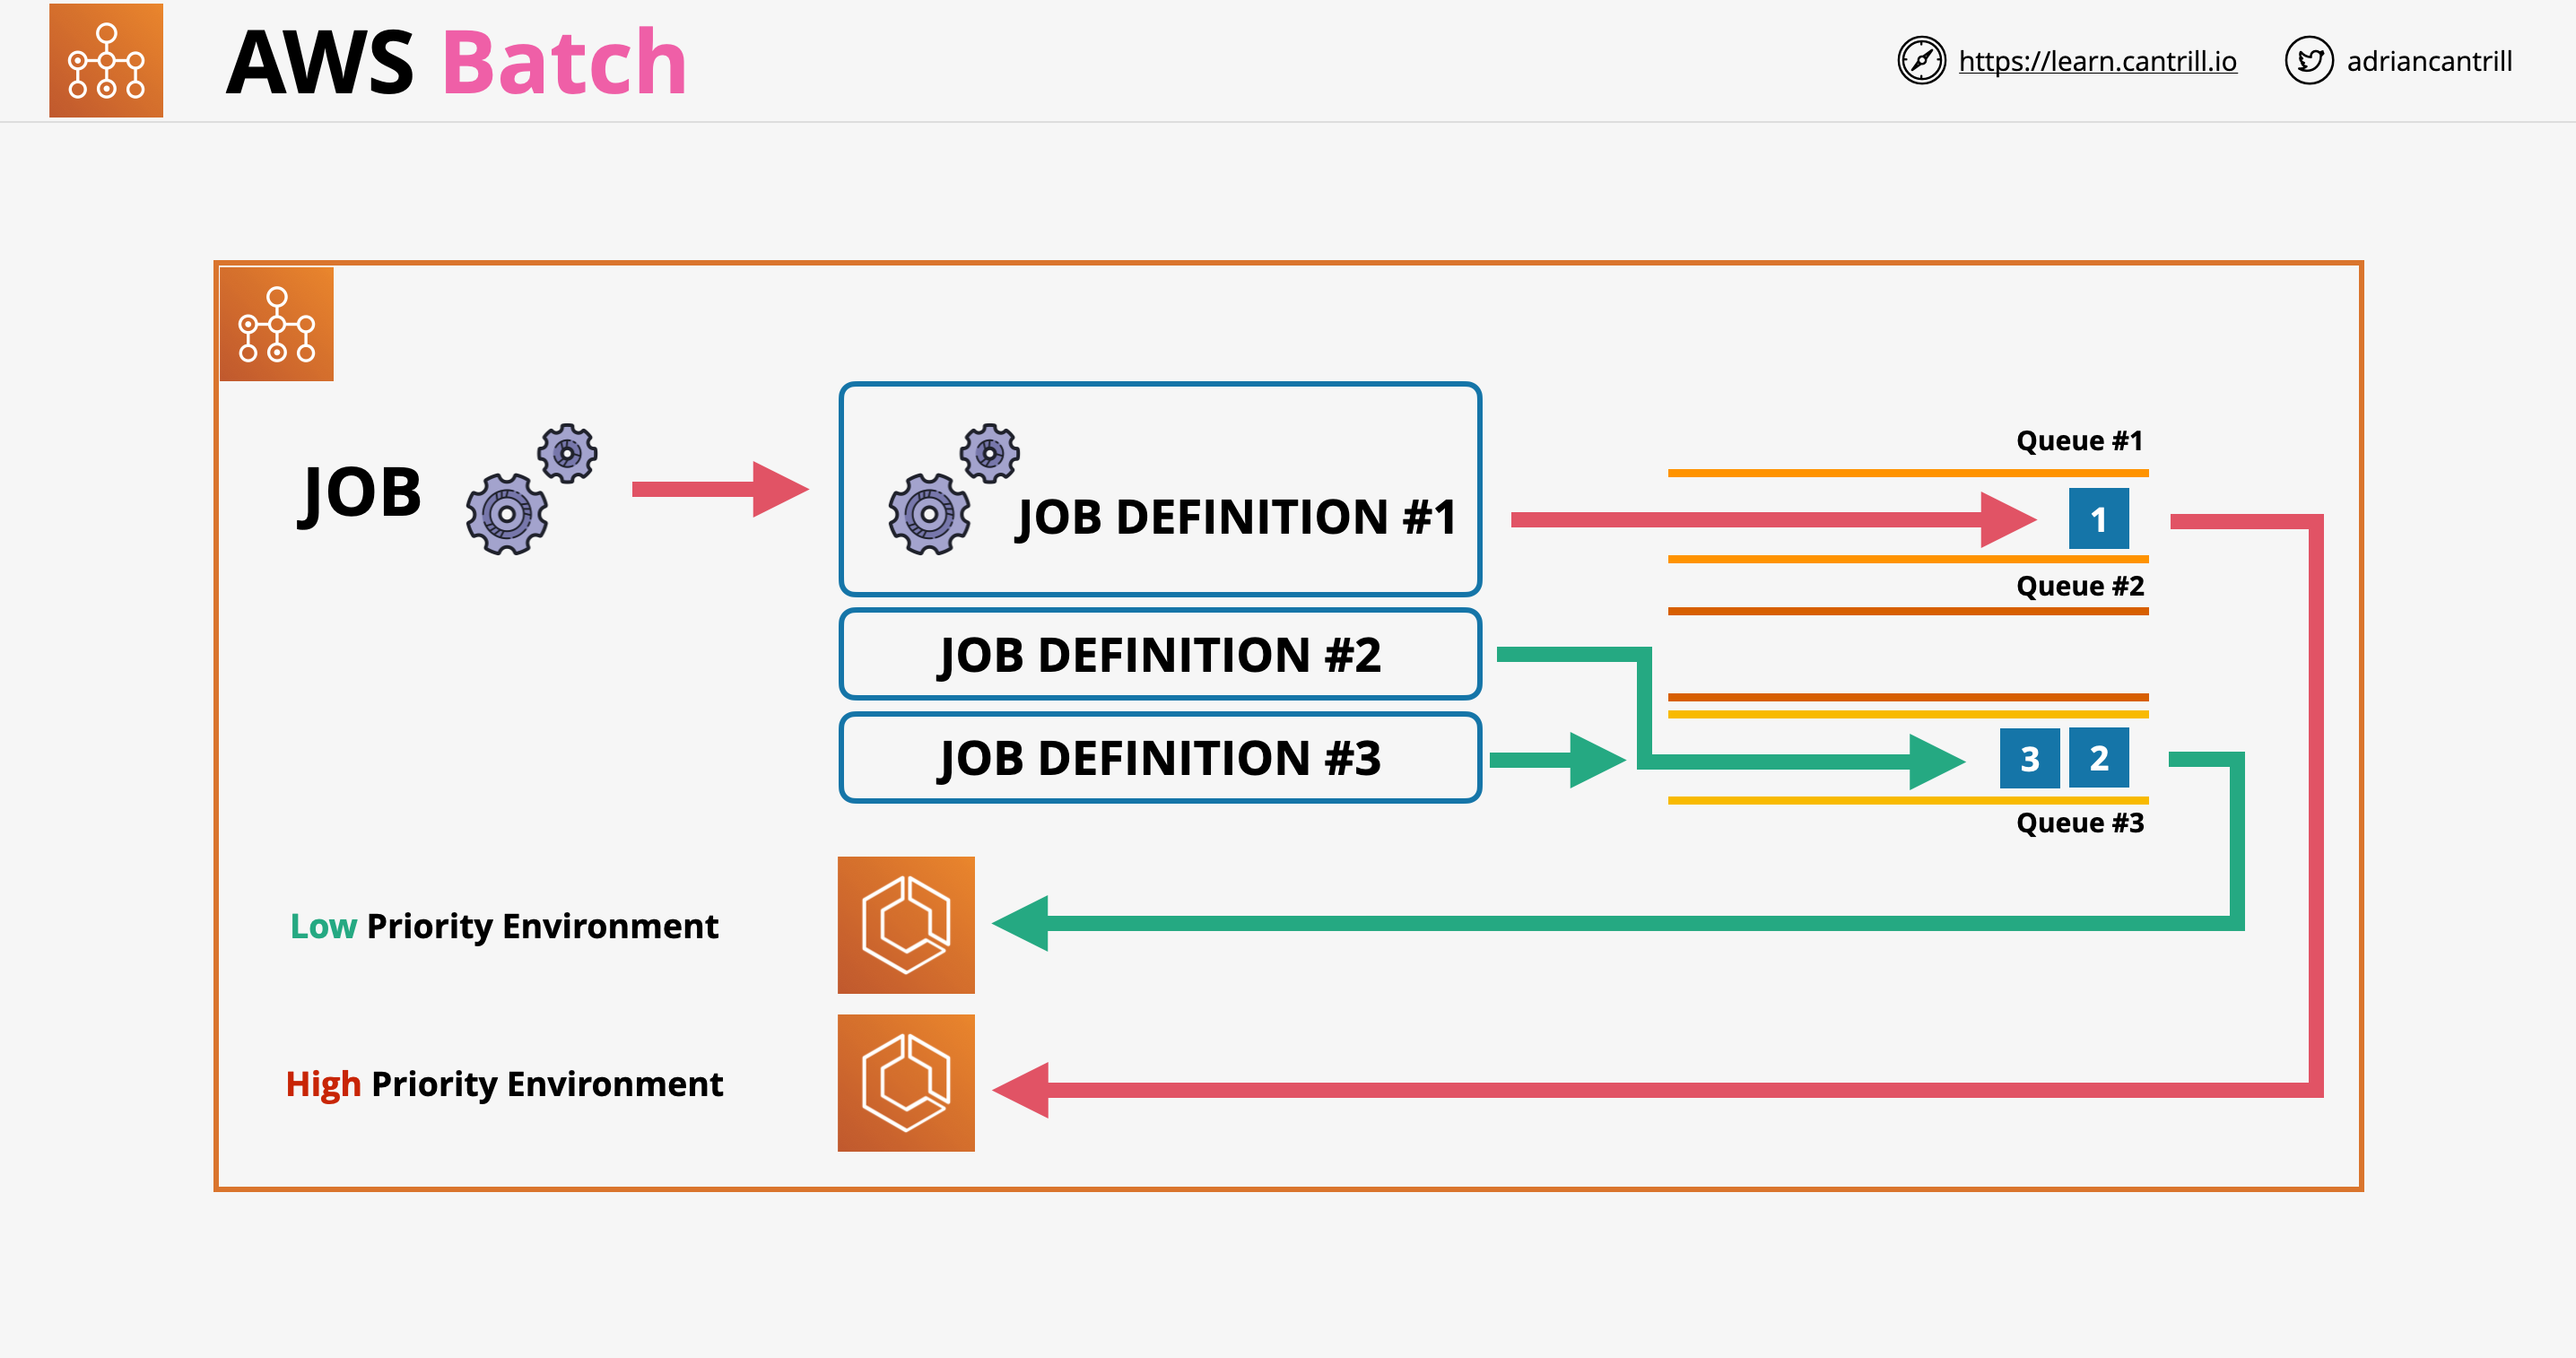 AWS Batch
https://learn.cantrill.io
adriancantrill
JOB
JOB DEFINITION #1
Queue #1
1
Queue #2
JOB DEFINITION #2
JOB DEFINITION #3
3 2
Queue #3
Low Priority Environment
High Priority Environment